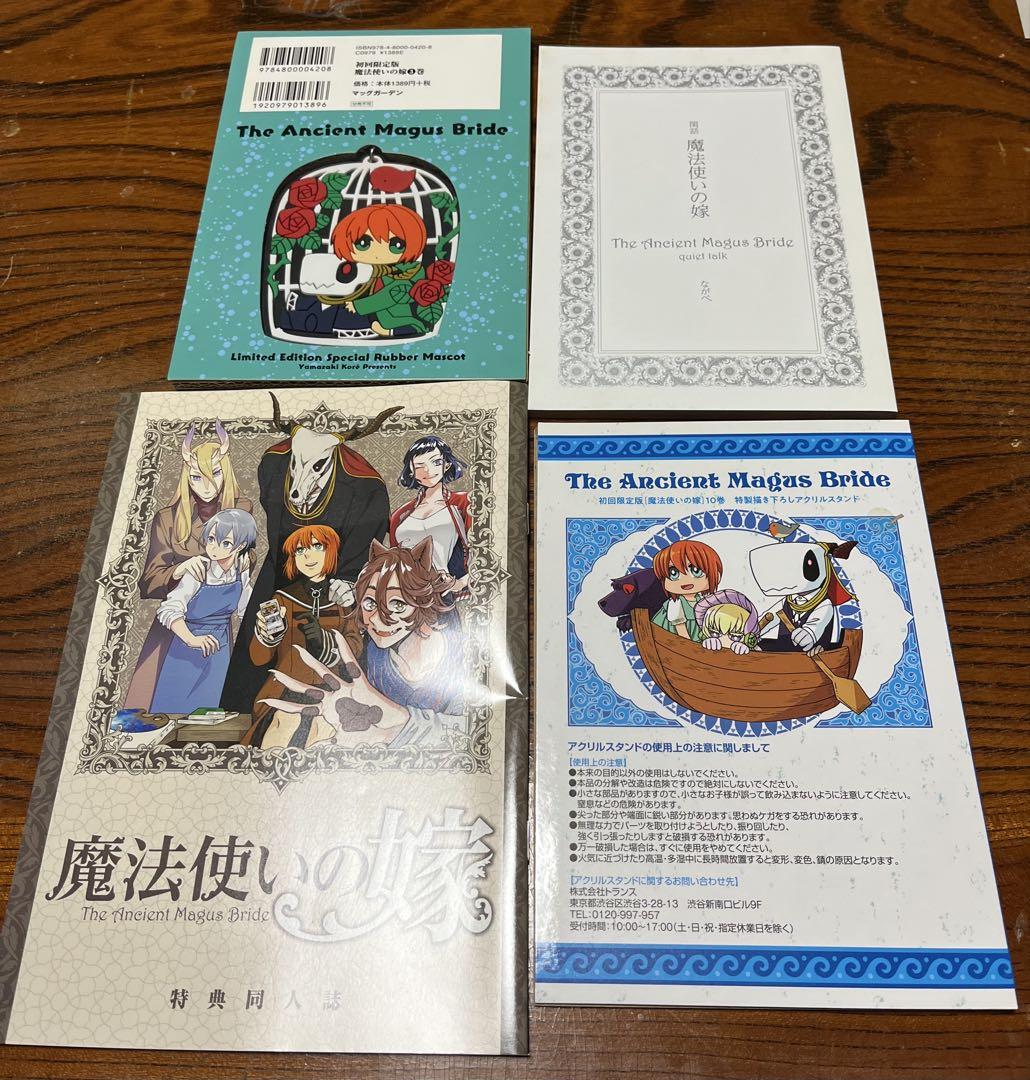 ISBN978-4-8000-0420-8
C0979 ¥1389E
初回限定版
魔法使いの嫁❸巻
価格:本体1389円+税
マッグガーデン
分売不可
9784800004208
1920979013896
The Ancient Magus Bride
Limited Edition Special Rubber Mascot
Yamazaki Koré Presents
閑話
魔法使いの嫁
The Ancient Magus Bride
quiet talk
ながべ
魔法使いの嫁
The Ancient Magus Bride
特典同人誌
The Ancient Magus Bride
初回限定版[魔法使いの嫁]10巻 特製描き下ろしアクリルスタンド
アクリルスタンドの使用上の注意に関しまして
【使用上の注意】
●本来の目的以外の使用はしないでください。
●本品の分解や改造は危険ですので絶対にしないでください。
●小さな部品がありますので、小さなお子様が誤って飲み込まないように注意してください。
窒息などの危険があります。
●尖った部分や端面に鋭い部分があります。思わぬケガをする恐れがあります。
●無理な力でパーツを取り付けようとしたり、振り回したり、
強く引っ張ったりしますと破損する恐れがあります。
●万一破損した場合は、すぐに使用をやめてください。
●火気に近づけたり高温・多湿中に長時間放置すると変形、変色、錆の原因となります。
【アクリルスタンドに関するお問い合わせ先】
株式会社トランス
東京都渋谷区渋谷3-28-13 渋谷新南口ビル9F
TEL:0120-997-957
受付時間:10:00~17:00(土・日・祝・指定休業日を除く)